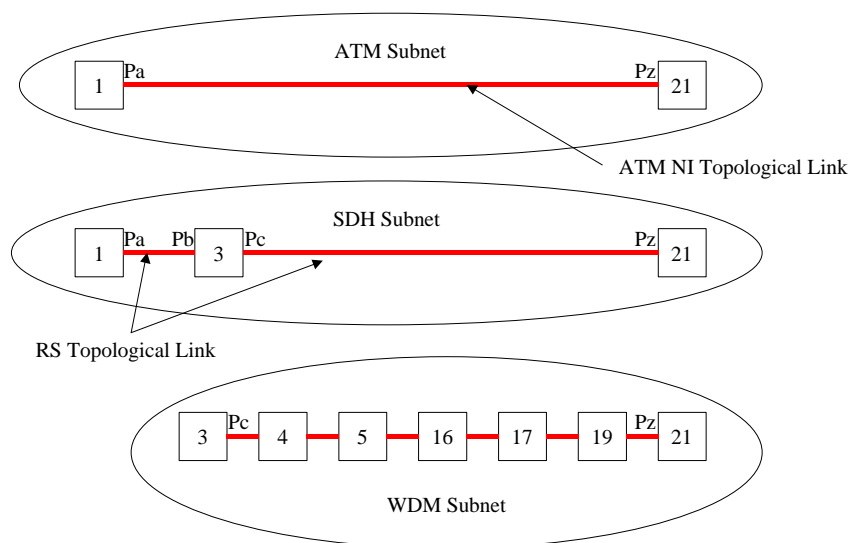 ATM Subnet
Pa Pz
1 21
ATM NI Topological Link
SDH Subnet
Pa Pb Pc Pz
1 3 21
RS Topological Link
Pc Pz
3 4 5 16 17 19 21
WDM Subnet